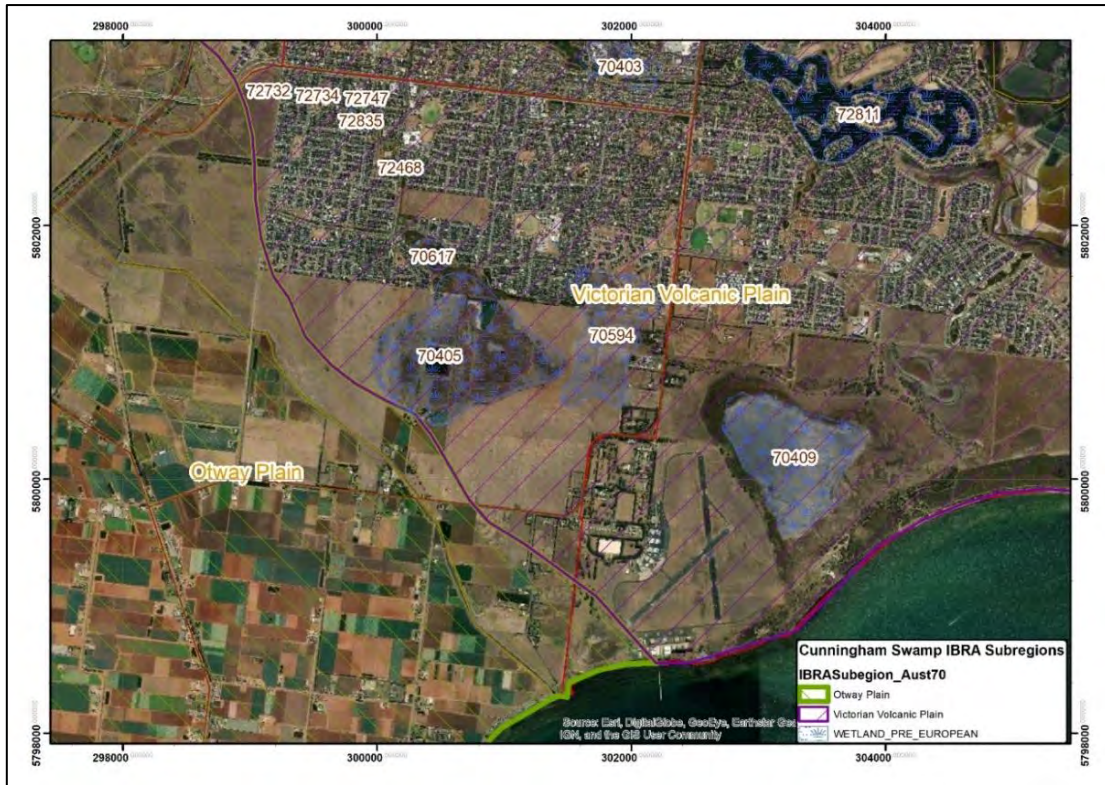 298000
300000
302000
304000
70403
72732
72734
72747
72811
72835
72468
5802000
5802000
70617
Victorian Volcanic Plain
70594
70405
70409
Otway Plain
5800000
5800000
Cunningham Swamp IBRA Subregions
IBRASubegion_Aust70
Otway Plain
Victorian Volcanic Plain
WETLAND_PRE_EUROPEAN
Source: Esri, DigitalGlobe, GeoEye, Earthstar Geo
IGN, and the GIS User Community
5798000
5798000
298000
300000
302000
304000